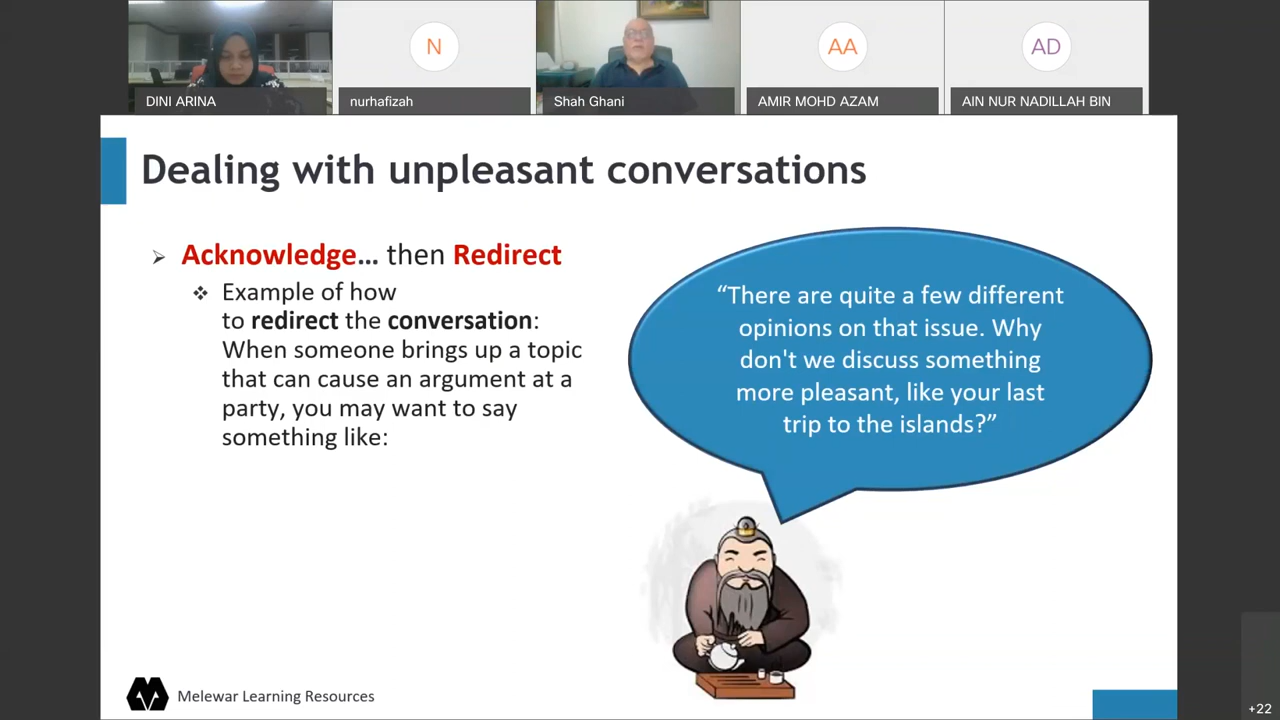 N
AA
AD
DINI ARINA
nurhafizah
Shah Ghani
AMIR MOHD AZAM
AIN NUR NADILLAH BIN
Dealing with unpleasant conversations
Acknowledge... then Redirect
Example of how
to redirect the conversation:
When someone brings up a topic
that can cause an argument at a
party, you may want to say
something like:
“There are quite a few different
opinions on that issue. Why
don't we discuss something
more pleasant, like your last
trip to the islands?”
Melewar Learning Resources
+22